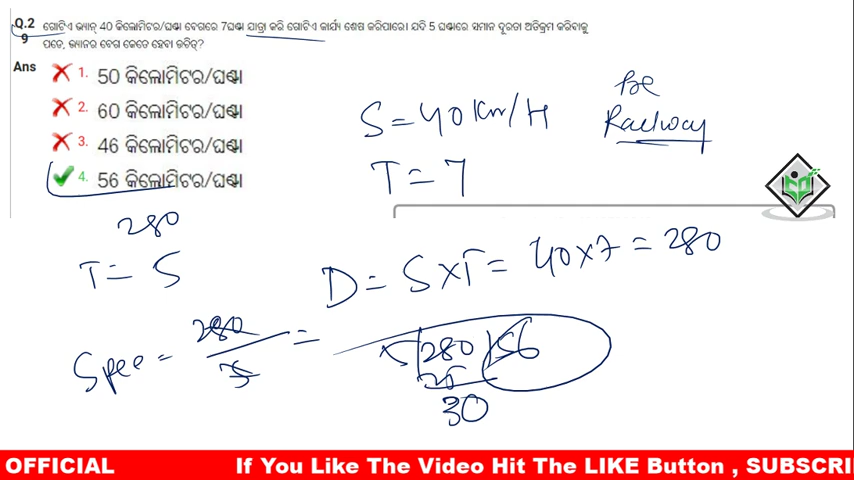 Q.2 ଗୋଟିଏ ଭ୍ୟାନ୍ 40 କିଲୋମିଟର/ଘଣ୍ଟା ବେଗରେ 7ଘଣ୍ଟା ଯାତ୍ରା କରି ଗୋଟିଏ କାର୍ଯ୍ୟ ଶେଷ କରିପାରେ। ଯଦି 5 ଘଣ୍ଟାରେ ସମାନ ଦୂରତା ଅତିକ୍ରମ କରିବାକୁ
9 ପଡେ, ଭ୍ୟାନର ବେଗ କେତେ ହେବା ଉଚିତ୍?
Ans 1. 50 କିଲୋମିଟର/ଘଣ୍ଟା
2. 60 କିଲୋମିଟର/ଘଣ୍ଟା
3. 46 କିଲୋମିଟର/ଘଣ୍ଟା
4. 56 କିଲୋମିଟର/ଘଣ୍ଟା
S = 40 Km/H
Railway
T = 7
280
T = 5
D = S x T = 40 x 7 = 280
Spee = 280/5 =
5 280 56
25
30
OFFICIAL If You Like The Video Hit The LIKE Button , SUBSCRI